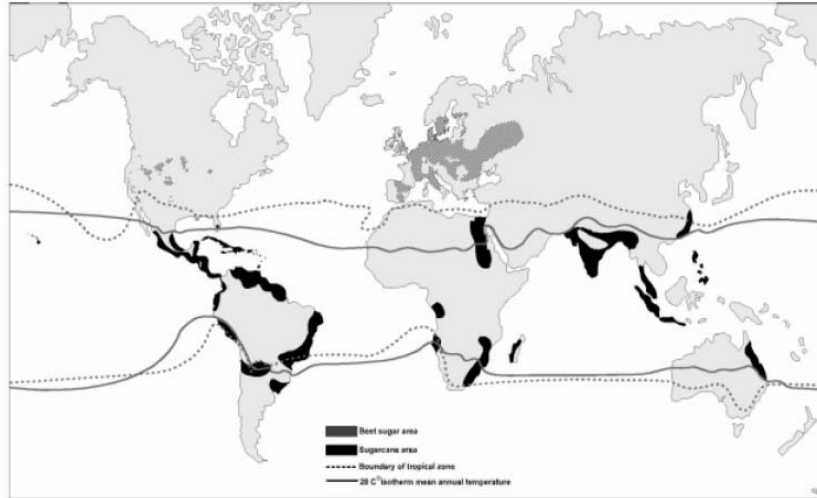 Beet sugar area
Sugarcane area
Boundary of tropical zone
20 C°Isotherm mean annual temperature